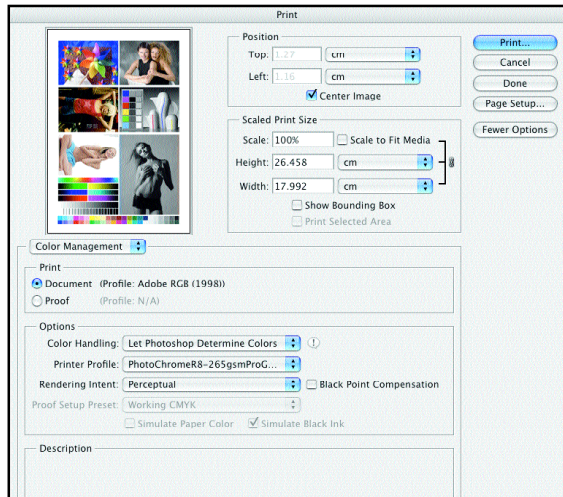 Print
Position
Top: 1.27 cm
Left: 1.16 cm
Center Image
Print...
Cancel
Done
Page Setup...
Fewer Options
Scaled Print Size
Scale: 100% Scale to Fit Media
Height: 26.458 cm
Width: 17.992 cm
Show Bounding Box
Print Selected Area
Color Management
Print
Document (Profile: Adobe RGB (1998))
Proof (Profile: N/A)
Options
Color Handling: Let Photoshop Determine Colors
Printer Profile: PhotoChromeR8-265gsmProG...
Rendering Intent: Perceptual Black Point Compensation
Proof Setup Preset: Working CMYK
Simulate Paper Color Simulate Black Ink
Description